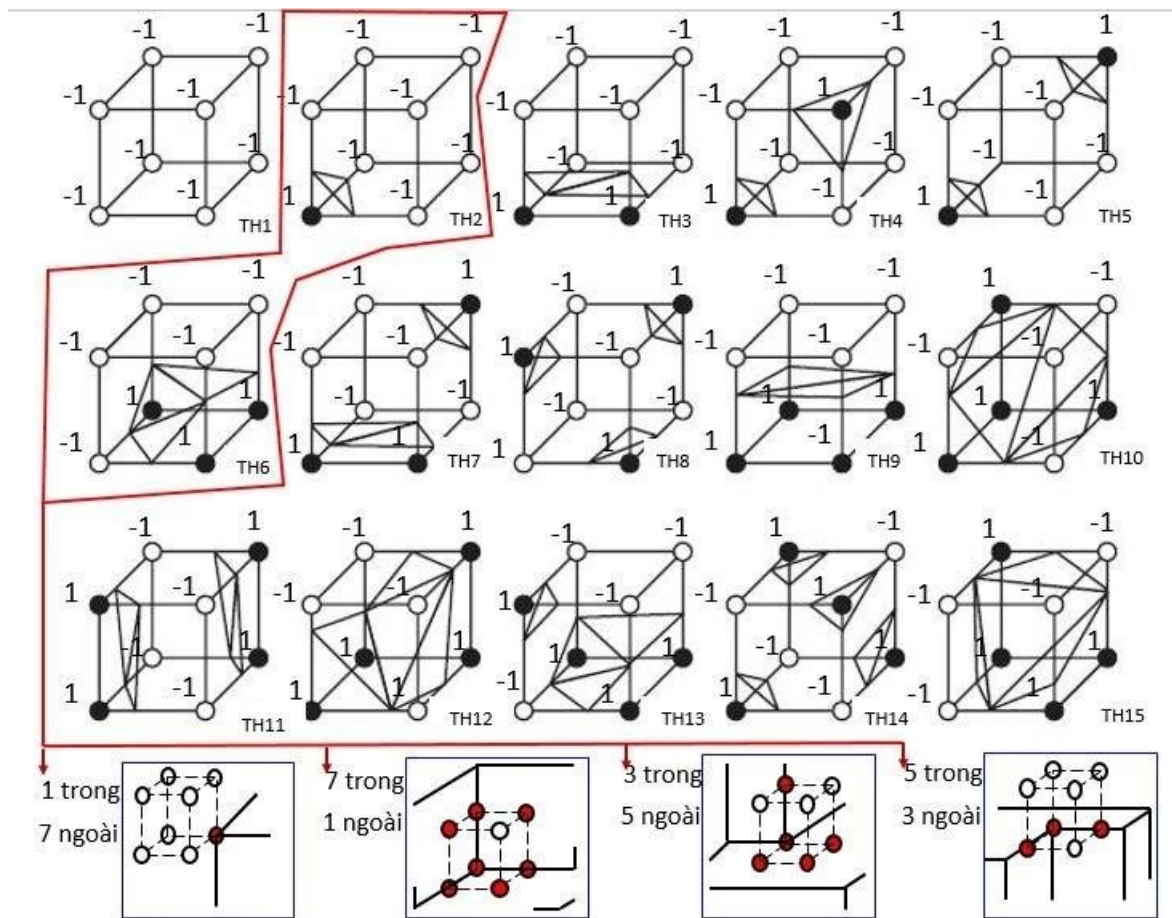 -1 -1 -1 -1 -1 -1 -1 -1 -1 1
-1 -1 -1 -1 -1 -1 -1 1 -1 -1
-1 -1 -1 -1 -1 -1 -1 -1 -1 -1
-1 -1 1 -1 1 1 1 -1 1 -1
TH1 TH2 TH3 TH4 TH5
-1 -1 -1 1 -1 1 -1 -1 1 -1
-1 -1 -1 -1 1 -1 -1 -1 -1 -1
1 1 -1 -1 -1 -1 1 1 1 1
-1 1 1 1 -1 1 1 1 1 -1
TH6 TH7 TH8 TH9 TH10
-1 1 -1 1 -1 -1 1 -1 1 -1
1 -1 -1 -1 1 -1 -1 1 -1 -1
-1 1 1 1 1 1 -1 1 1 1
1 -1 1 1 -1 1 1 -1 -1 1
TH11 TH12 TH13 TH14 TH15
1 trong
7 ngoài
7 trong
1 ngoài
3 trong
5 ngoài
5 trong
3 ngoài